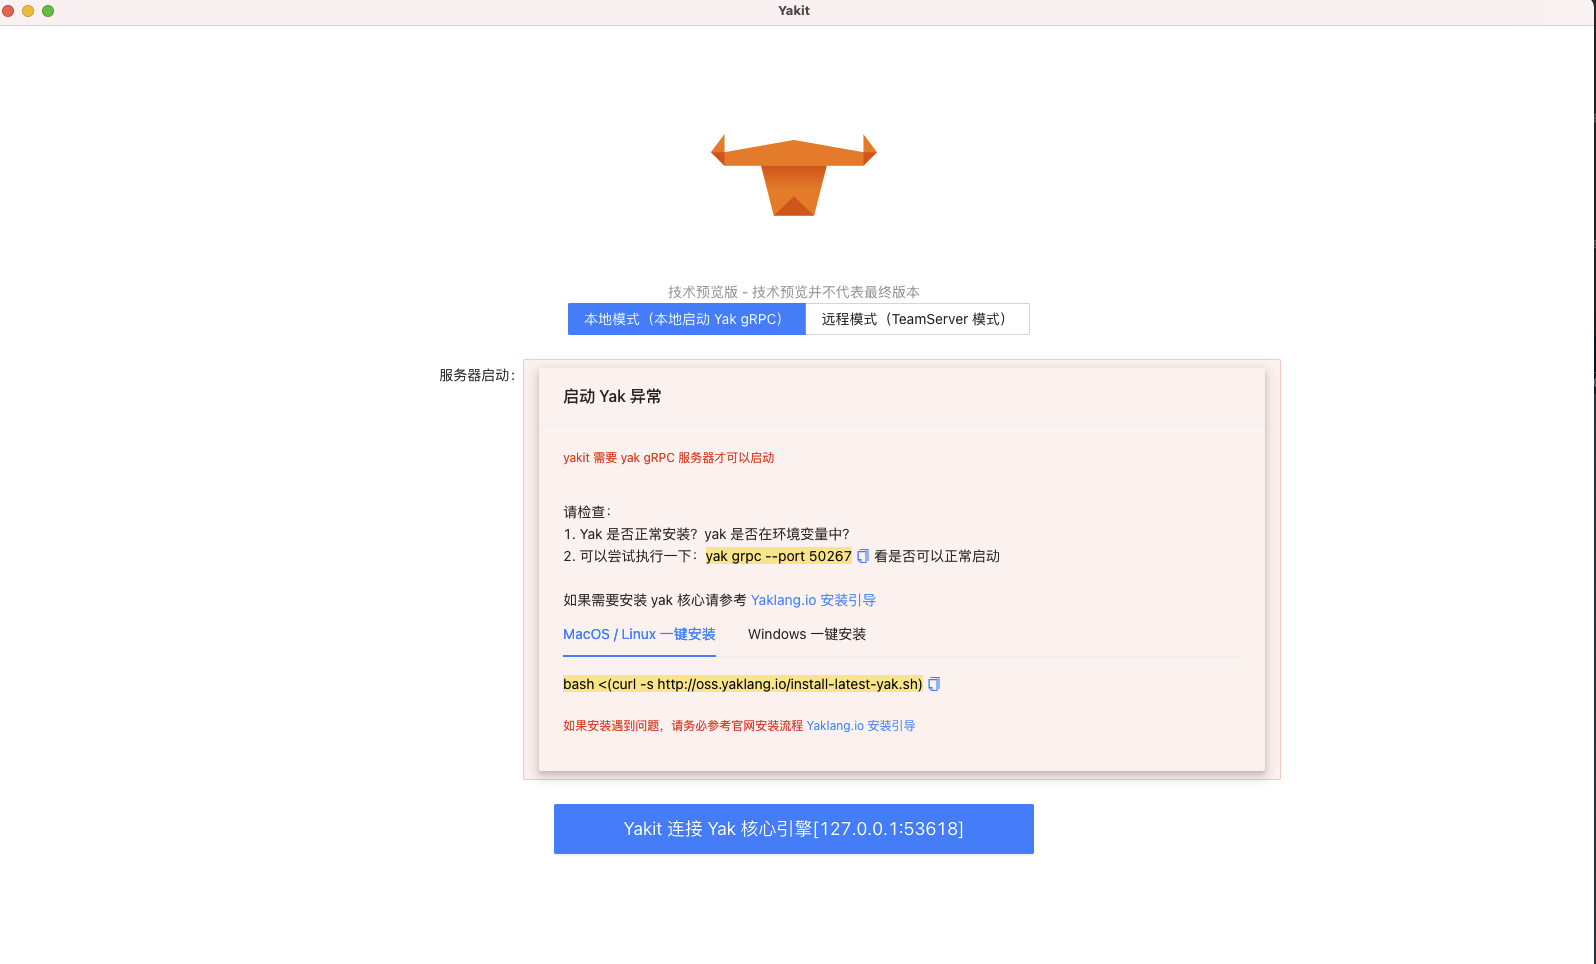 Yakit
技术预览版 - 技术预览并不代表最终版本
本地模式（本地启动 Yak gRPC） 远程模式（TeamServer 模式）
服务器启动：
启动 Yak 异常
yakit 需要 yak gRPC 服务器才可以启动
请检查：
1. Yak 是否正常安装？yak 是否在环境变量中？
2. 可以尝试执行一下：yak grpc --port 50267 看是否可以正常启动
如果需要安装 yak 核心请参考 Yaklang.io 安装引导
MacOS / Linux 一键安装 Windows 一键安装
bash <(curl -s http://oss.yaklang.io/install-latest-yak.sh)
如果安装遇到问题，请务必参考官网安装流程 Yaklang.io 安装引导
Yakit 连接 Yak 核心引擎[127.0.0.1:53618]